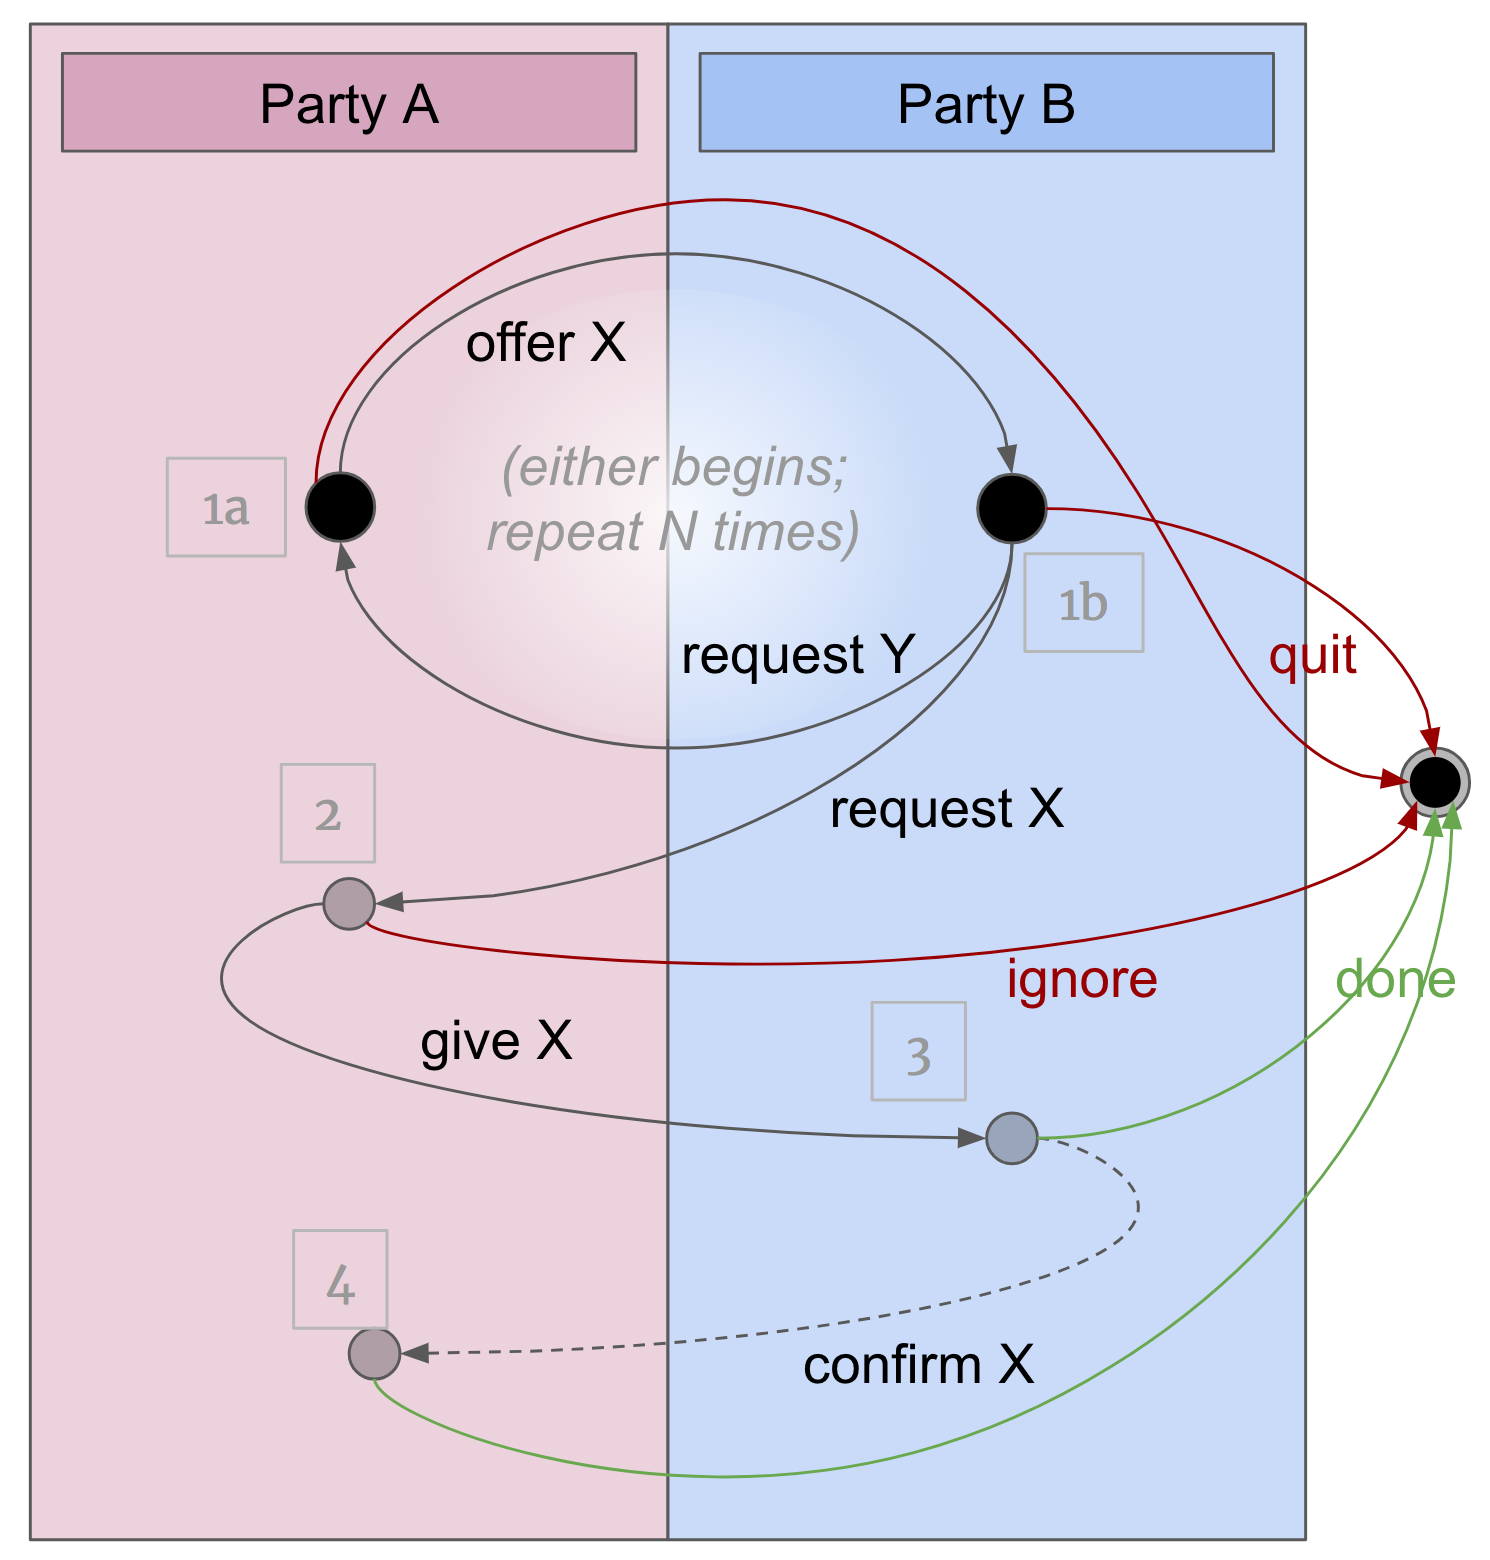 Party A
Party B
offer X
(either begins;
repeat N times)
1a
1b
request Y
quit
2
request X
ignore
done
give X
3
4
confirm X